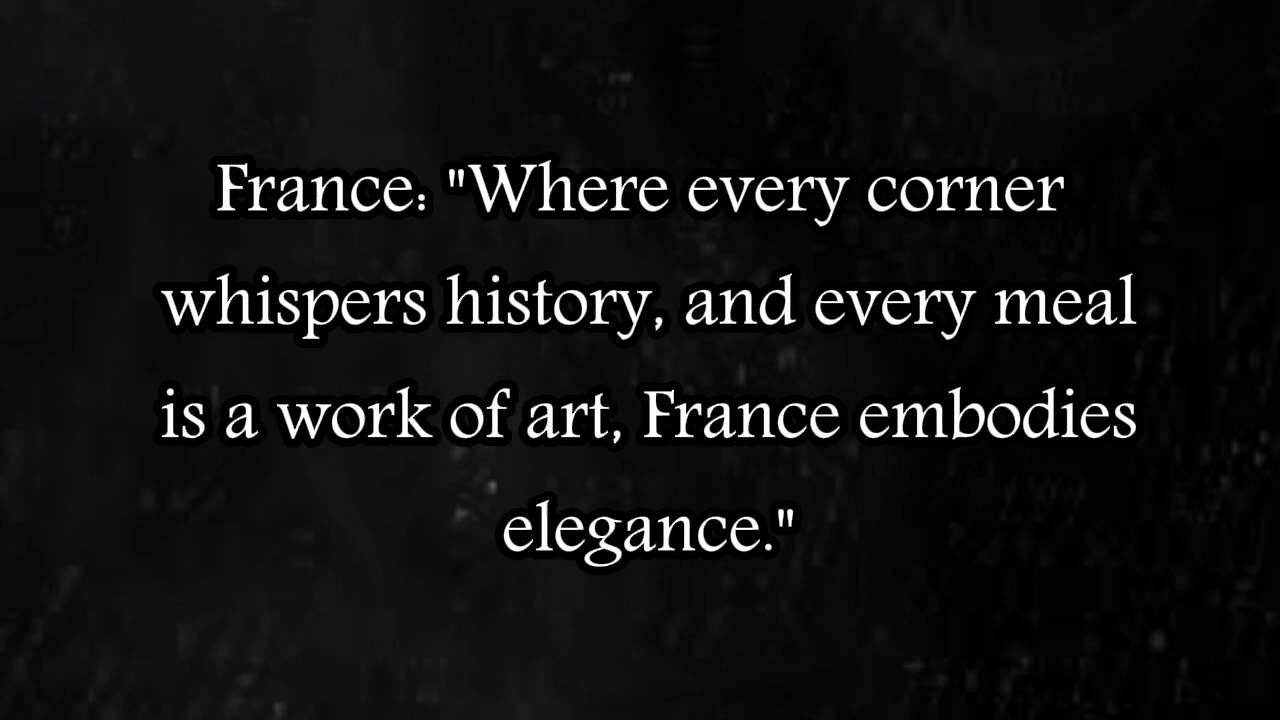 France: "Where every corner
whispers history, and every meal
is a work of art, France embodies
elegance."